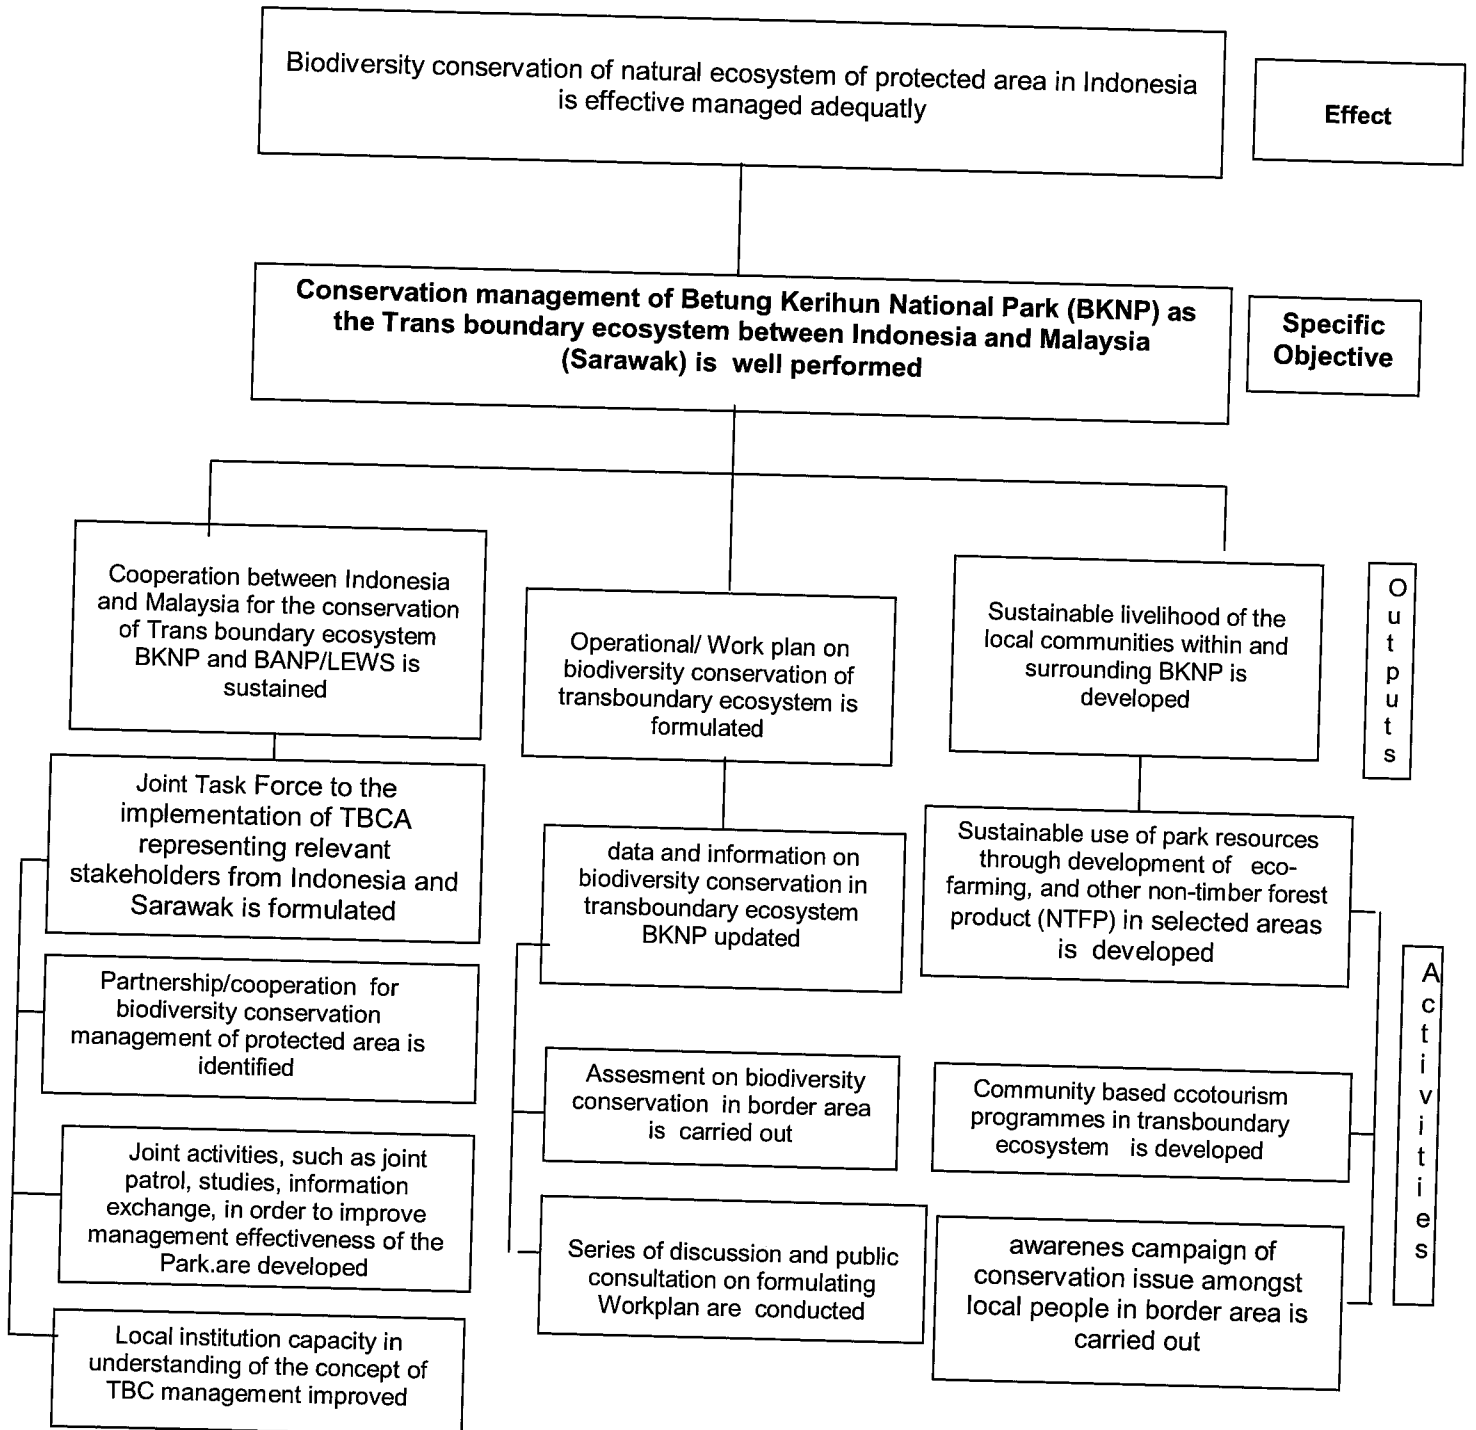 Biodiversity conservation of natural ecosystem of protected area in Indonesia
is effective managed adequatly
Effect
Conservation management of Betung Kerihun National Park (BKNP) as
the Trans boundary ecosystem between Indonesia and Malaysia
(Sarawak) is well performed
Specific
Objective
Cooperation between Indonesia
and Malaysia for the conservation
of Trans boundary ecosystem
BKNP and BANP/LEWS is
sustained
Operational/ Work plan on
biodiversity conservation of
transboundary ecosystem is
formulated
Sustainable livelihood of the
local communities within and
surrounding BKNP is
developed
O
u
t
p
u
t
s
Joint Task Force to the
implementation of TBCA
representing relevant
stakeholders from Indonesia and
Sarawak is formulated
Partnership/cooperation for
biodiversity conservation
management of protected area is
identified
Joint activities, such as joint
patrol, studies, information
exchange, in order to improve
management effectiveness of the
Park.are developed
Local institution capacity in
understanding of the concept of
TBC management improved
data and information on
biodiversity conservation in
transboundary ecosystem
BKNP updated
Assesment on biodiversity
conservation in border area
is carried out
Series of discussion and public
consultation on formulating
Workplan are conducted
Sustainable use of park resources
through development of eco-
farming, and other non-timber forest
product (NTFP) in selected areas
is developed
Community based ccotourism
programmes in transboundary
ecosystem is developed
awarenes campaign of
conservation issue amongst
local people in border area is
carried out
A
c
t
i
v
i
t
i
e
s